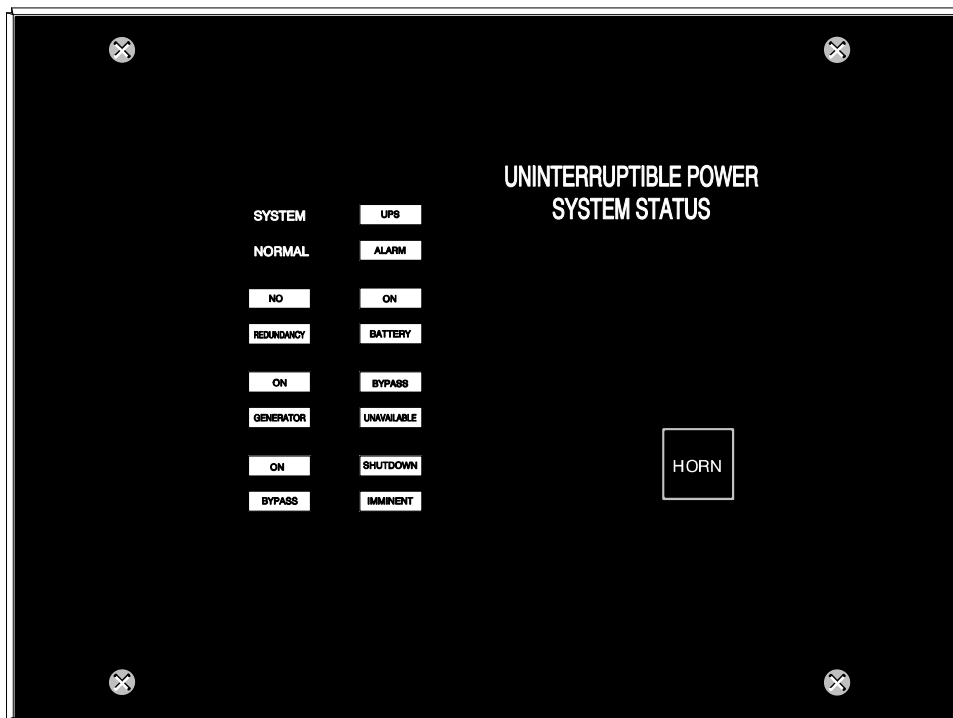 UNINTERRUPTIBLE POWER
SYSTEM STATUS
SYSTEM
NORMAL
UPS
ALARM
NO
REDUNDANCY
ON
BATTERY
ON
GENERATOR
BYPASS
UNAVAILABLE
ON
BYPASS
SHUTDOWN
IMMINENT
HORN